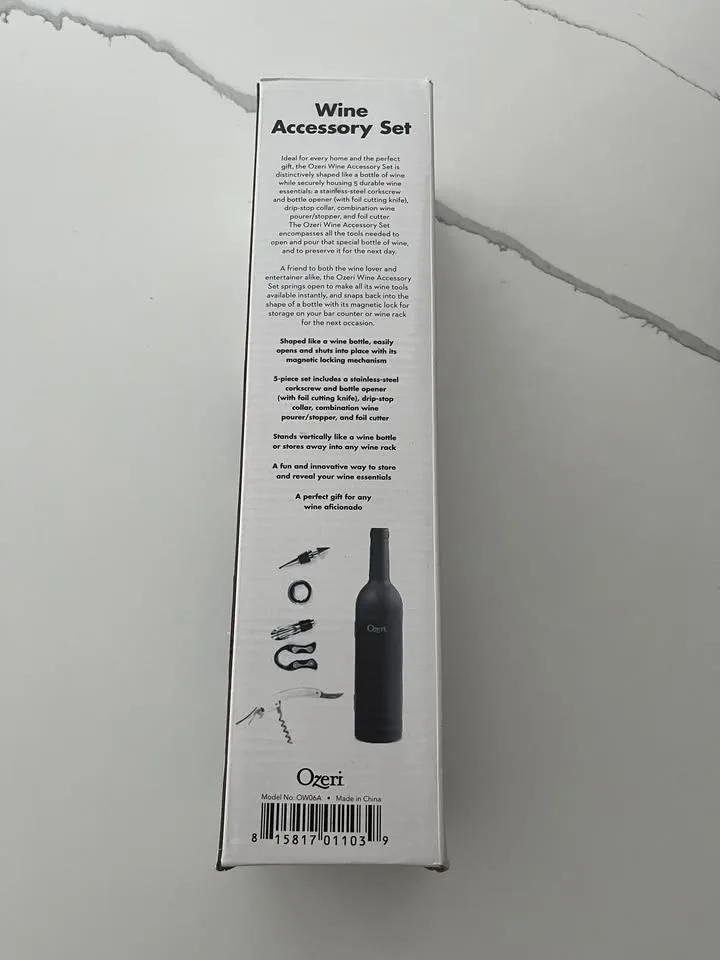 Wine
Accessory Set
Ideal for every home and the perfect
gift, the Ozeri Wine Accessory Set is
distinctively shaped like a bottle of wine
while securely housing 5 durable wine
essentials: a stainless-steel corkscrew
and bottle opener (with foil cutting knife),
drip-stop collar, combination wine
pourer/stopper, and foil cutter.
The Ozeri Wine Accessory Set
encompasses all the tools needed to
open and pour that special bottle of wine,
and to preserve it for the next day.
A friend to both the wine lover and
entertainer alike, the Ozeri Wine Accessory
Set springs open to make all its wine tools
available instantly, and snaps back into the
shape of a bottle with its magnetic lock for
storage on your bar counter or wine rack
for the next occasion.
Shaped like a wine bottle, easily
opens and shuts into place with its
magnetic locking mechanism
5-piece set includes a stainless-steel
corkscrew and bottle opener
(with foil cutting knife), drip-stop
collar, combination wine
pourer/stopper, and foil cutter
Stands vertically like a wine bottle
or stores away into any wine rack
A fun and innovative way to store
and reveal your wine essentials
A perfect gift for any
wine aficionado
Ozeri
Ozeri
Model No: OW06A • Made in China
8 15817 01103 9